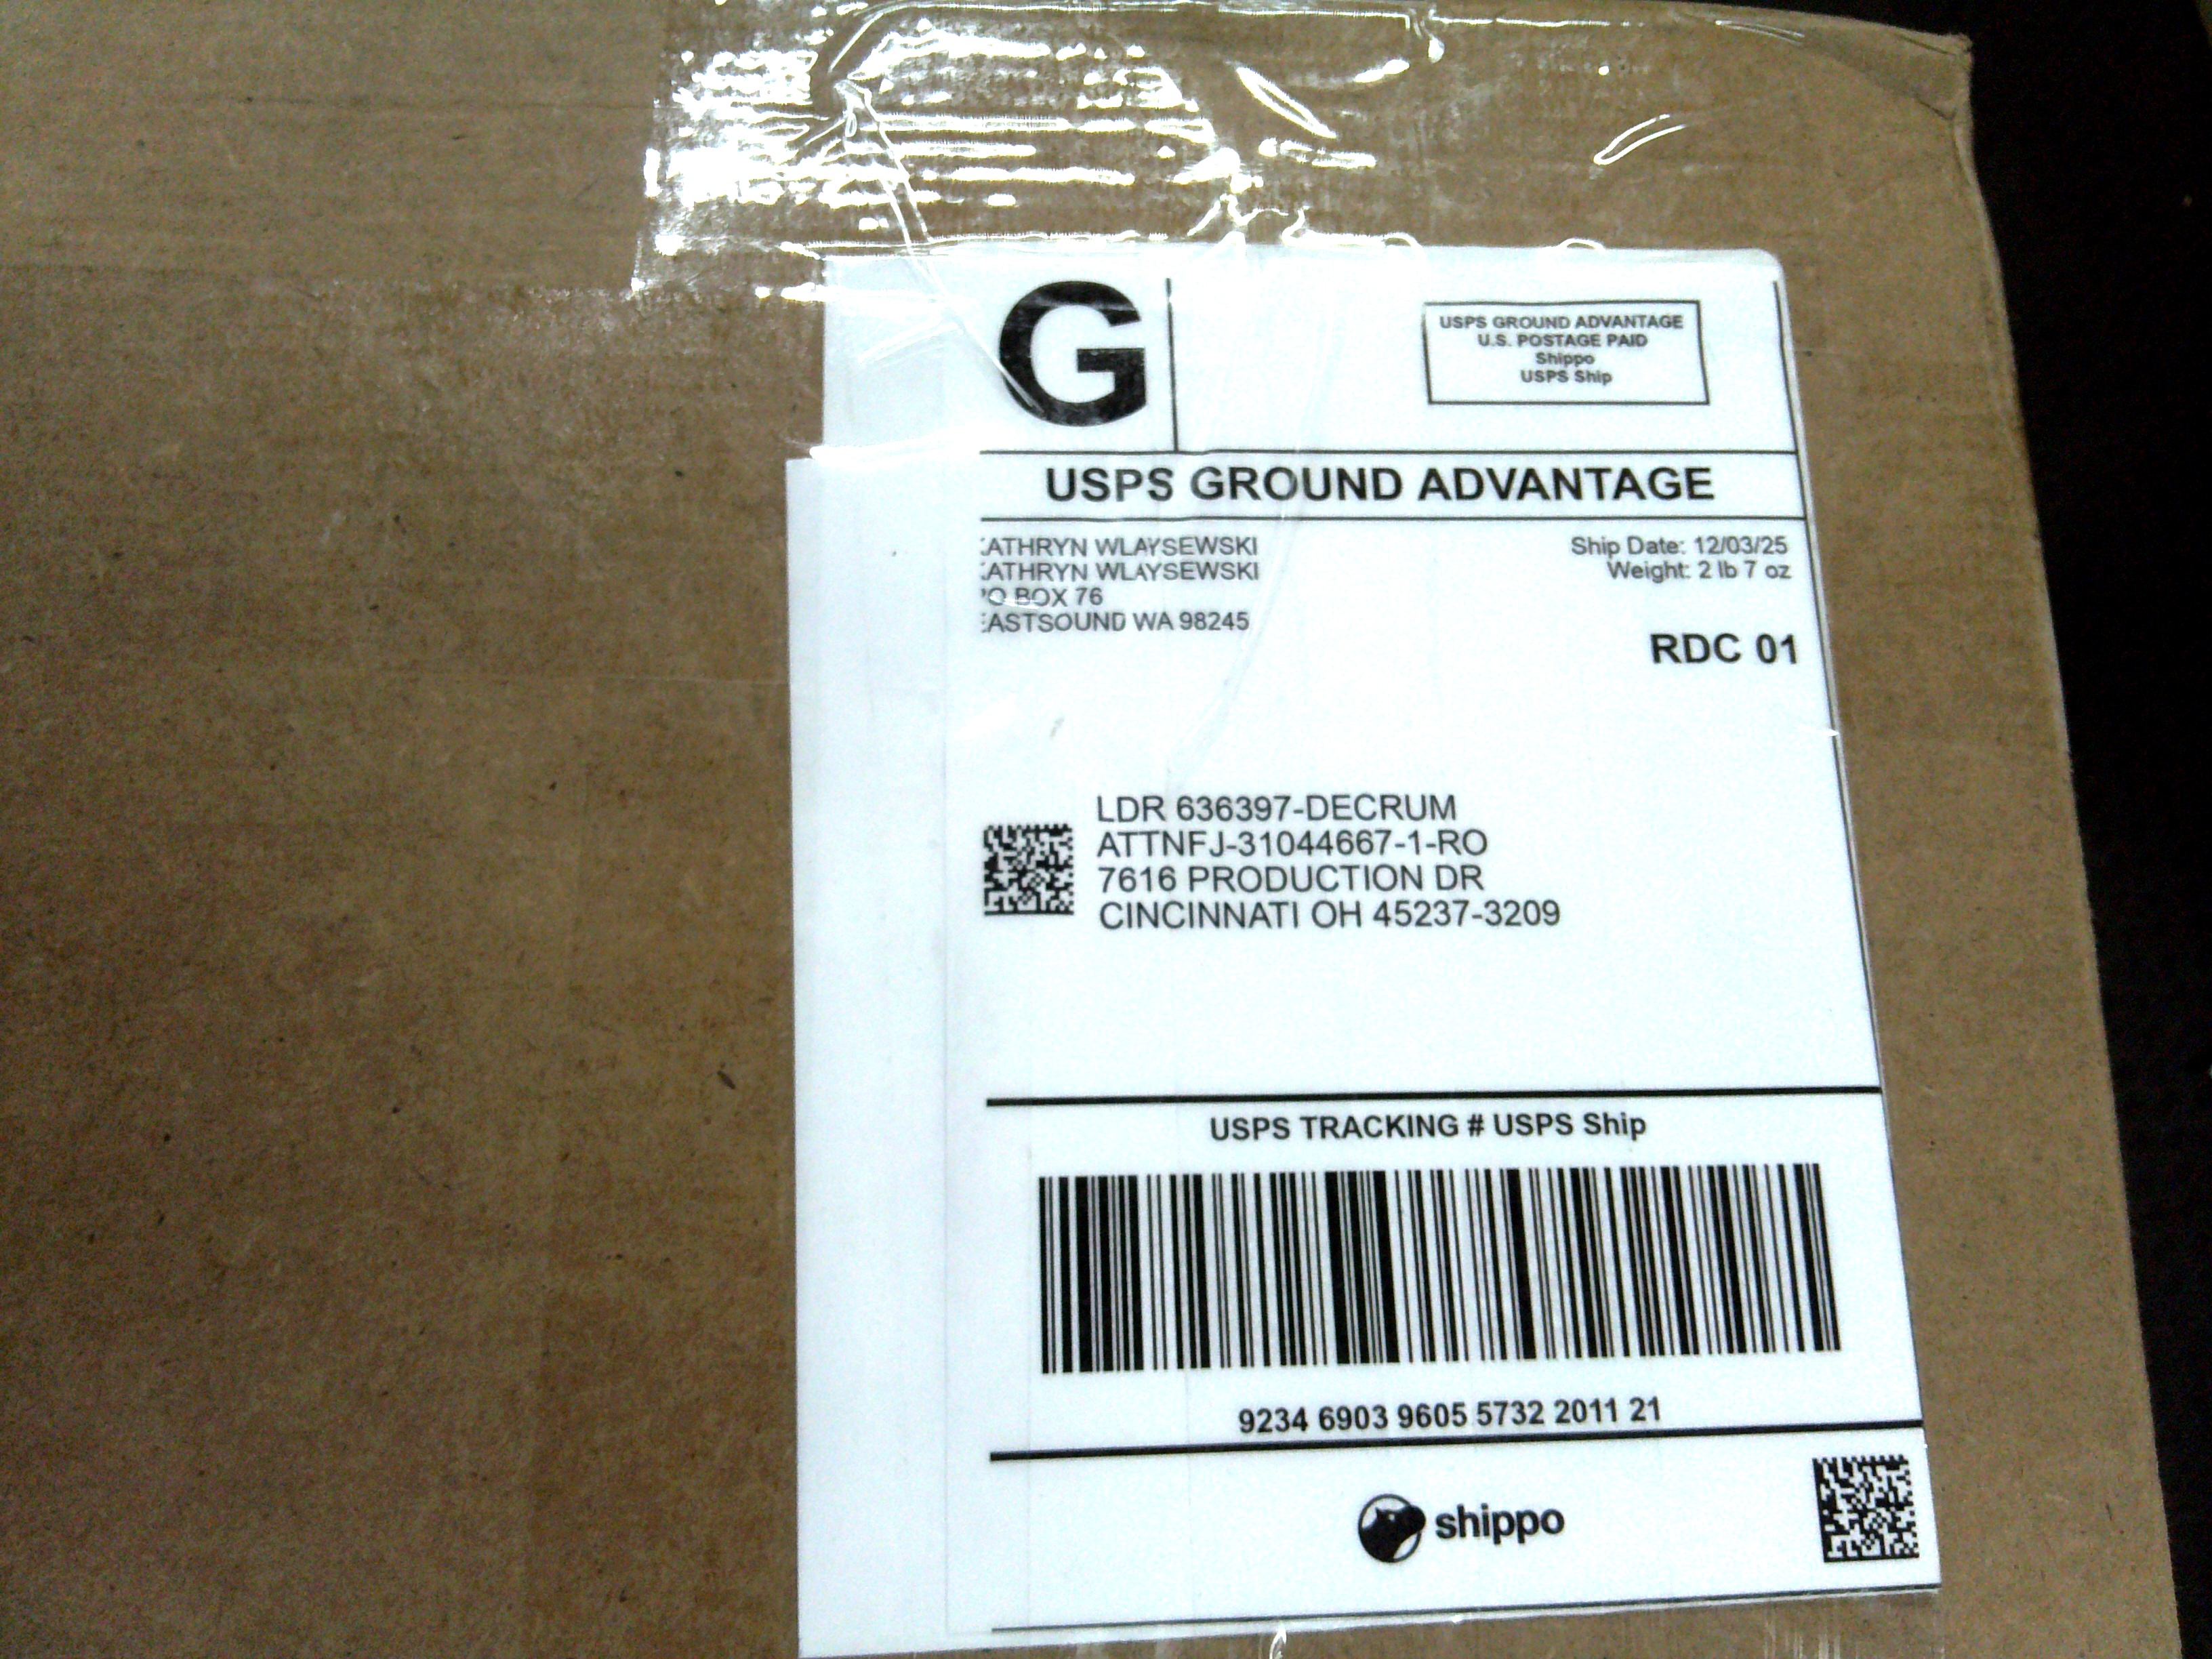 G
USPS GROUND ADVANTAGE
U.S. POSTAGE PAID
Shippo
USPS Ship
USPS GROUND ADVANTAGE
ATHRYN WLAYSEWSKI
ATHRYN WLAYSEWSKI
O BOX 76
ASTSOUND WA 98245
Ship Date: 12/03/25
Weight: 2 lb 7 oz
RDC 01
LDR 636397-DECRUM
ATTNFJ-31044667-1-RO
7616 PRODUCTION DR
CINCINNATI OH 45237-3209
USPS TRACKING # USPS Ship
9234 6903 9605 5732 2011 21
shippo